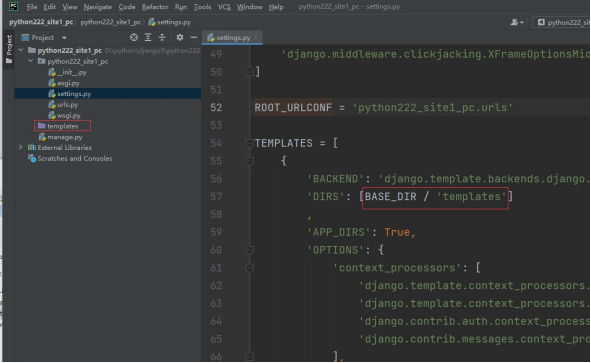 File Edit View Navigate Code Refactor Run Tools VCS Window Help python222_site1_pc - settings.py
python222_site1_pc python222_site1_pc settings.py
Project
settings.py
python222_site1_pc D:\python\django5\python222
python222_site1_pc
__init__.py
asgi.py
settings.py
urls.py
wsgi.py
templates
manage.py
External Libraries
Scratches and Consoles
Project
49 'django.middleware.clickjacking.XFrameOptionsMid
50 ]
51
52 ROOT_URLCONF = 'python222_site1_pc.urls'
53
54 TEMPLATES = [
55 {
56 'BACKEND': 'django.template.backends.django.
57 'DIRS': [BASE_DIR / 'templates']
58 ,
59 'APP_DIRS': True,
60 'OPTIONS': {
61 'context_processors': [
62 'django.template.context_processors.
63 'django.template.context_processors.
64 'django.contrib.auth.context_process
65 'django.contrib.messages.context_pro
66 ],